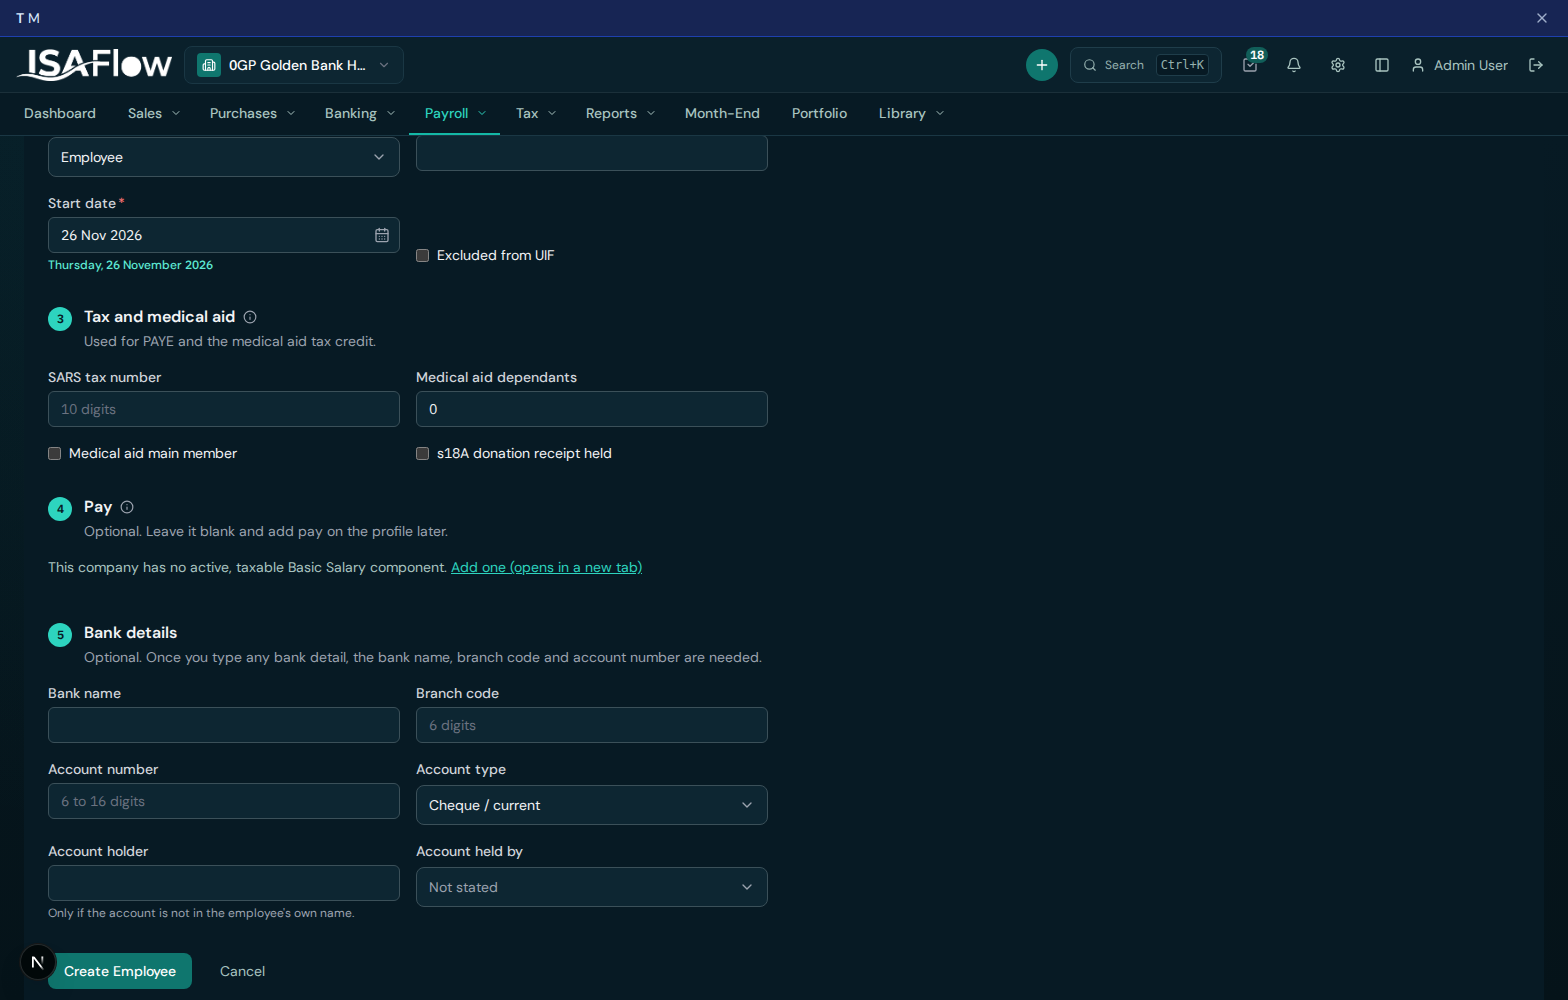 T M
ISAFlow
0GP Golden Bank H...
Search Ctrl+K
18
Admin User
Dashboard Sales Purchases Banking Payroll Tax Reports Month-End Portfolio Library
Employee
Start date*
26 Nov 2026
Thursday, 26 November 2026
Excluded from UIF
3 Tax and medical aid
Used for PAYE and the medical aid tax credit.
SARS tax number Medical aid dependants
10 digits 0
Medical aid main member s18A donation receipt held
4 Pay
Optional. Leave it blank and add pay on the profile later.
This company has no active, taxable Basic Salary component. Add one (opens in a new tab)
5 Bank details
Optional. Once you type any bank detail, the bank name, branch code and account number are needed.
Bank name Branch code
6 digits
Account number Account type
6 to 16 digits Cheque / current
Account holder Account held by
Not stated
Only if the account is not in the employee's own name.
N Create Employee Cancel